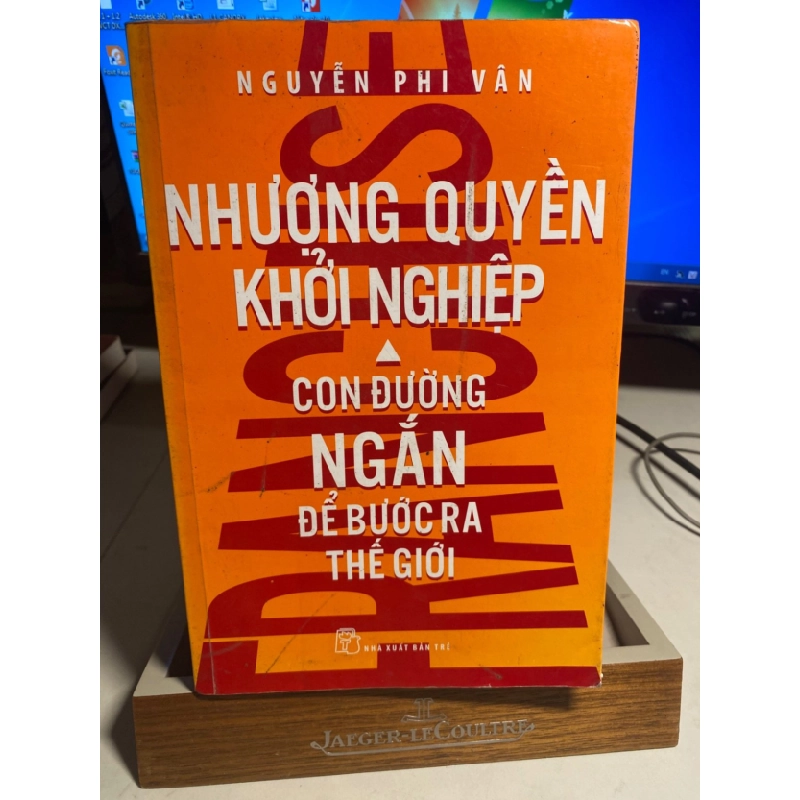 NGUYỄN PHI VÂN
NHƯỢNG QUYỀN
KHỞI NGHIỆP
CON ĐƯỜNG
NGẮN
ĐỂ BƯỚC RA
THẾ GIỚI
FRANCHISE
NHÀ XUẤT BẢN TRẺ
JAEGER-LECOULTRE